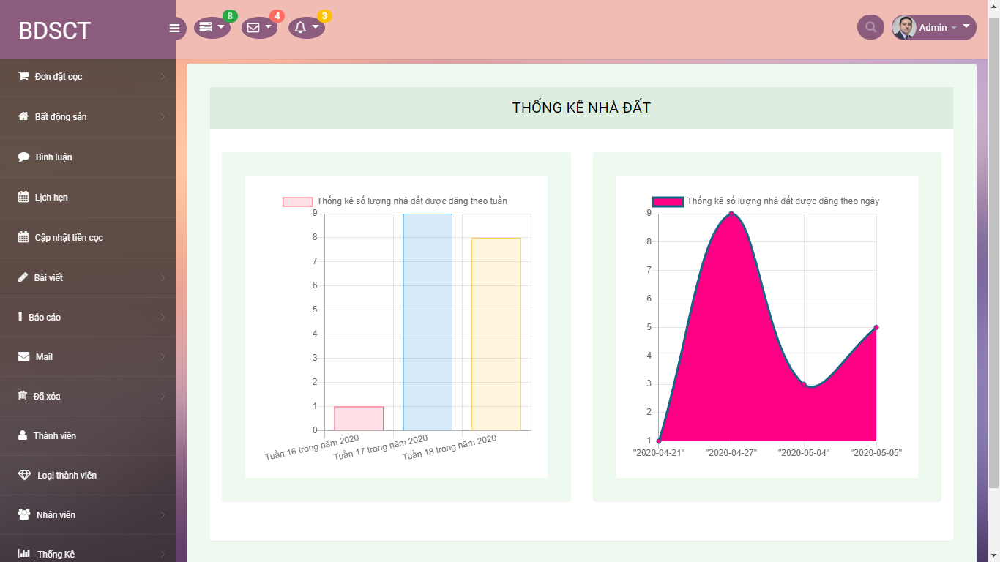 BDSCT
8
4
3
Admin
Đơn đặt cọc
Bất động sản
Bình luận
Lịch hẹn
Cập nhật tiền cọc
Bài viết
Báo cáo
Mail
Đã xóa
Thành viên
Loại thành viên
Nhân viên
Thống Kê
THỐNG KÊ NHÀ ĐẤT
Thống kê số lượng nhà đất được đăng theo tuần
9
8
7
6
5
4
3
2
1
0
Tuần 16 trong năm 2020
Tuần 17 trong năm 2020
Tuần 18 trong năm 2020
Thống kê số lượng nhà đất được đăng theo ngày
9
8
7
6
5
4
3
2
1
"2020-04-21"
"2020-04-27"
"2020-05-04"
"2020-05-05"